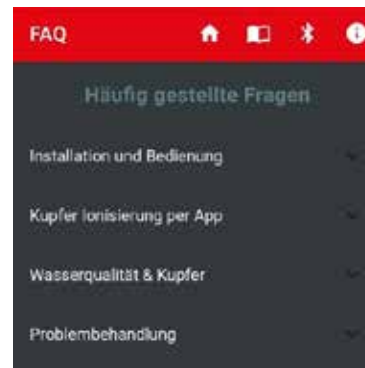 FAQ
Häufig gestellte Fragen
Installation und Bedienung
Kupfer Ionisierung per App
Wasserqualität & Kupfer
Problembehandlung